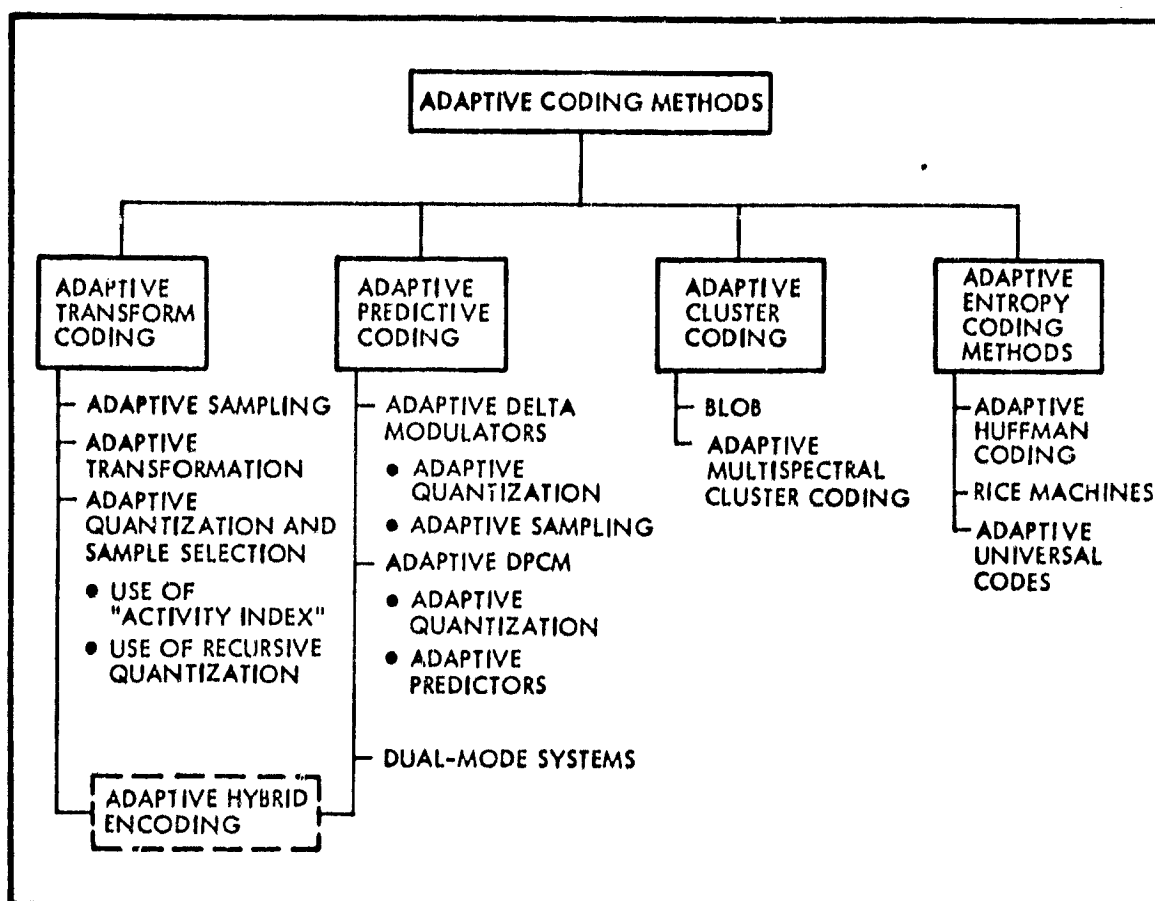 ADAPTIVE CODING METHODS
ADAPTIVE
TRANSFORM
CODING
ADAPTIVE SAMPLING
ADAPTIVE
TRANSFORMATION
ADAPTIVE
QUANTIZATION AND
SAMPLE SELECTION
• USE OF
"ACTIVITY INDEX"
• USE OF RECURSIVE
QUANTIZATION
ADAPTIVE
PREDICTIVE
CODING
ADAPTIVE DELTA
MODULATORS
• ADAPTIVE
QUANTIZATION
• ADAPTIVE SAMPLING
ADAPTIVE DPCM
• ADAPTIVE
QUANTIZATION
• ADAPTIVE
PREDICTORS
DUAL-MODE SYSTEMS
ADAPTIVE HYBRID
ENCODING
ADAPTIVE
CLUSTER
CODING
BLOB
ADAPTIVE
MULTISPECTRAL
CLUSTER CODING
ADAPTIVE
ENTROPY
CODING
METHODS
ADAPTIVE
HUFFMAN
CODING
RICE MACHINES
ADAPTIVE
UNIVERSAL
CODES